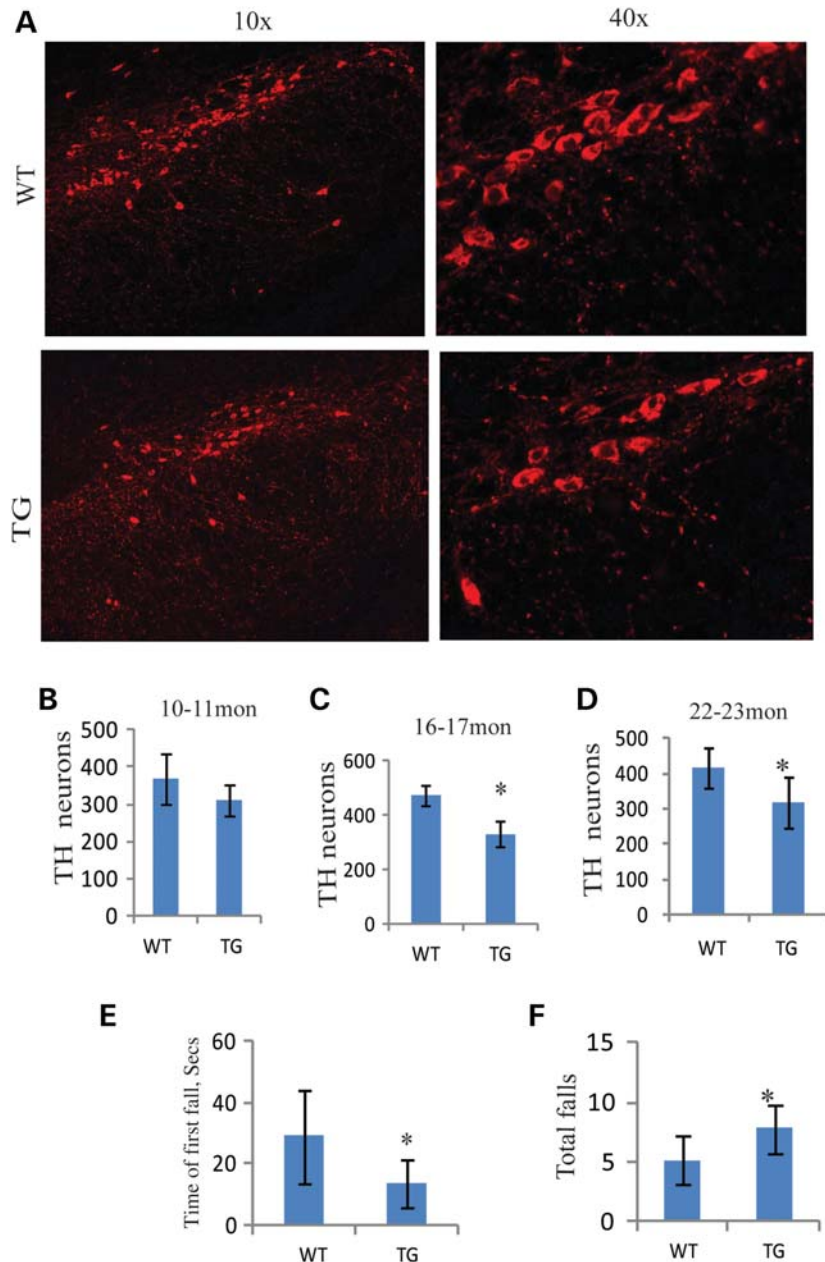 A
10x
40x
WT
TG
B
10-11mon
TH neurons
500
400
300
200
100
0
WT
TG
C
16-17mon
TH neurons
600
400
200
0
*
WT
TG
D
22-23mon
TH neurons
500
400
300
200
100
0
*
WT
TG
E
Time of first fall, Secs
60
40
20
0
*
WT
TG
F
Total falls
15
10
5
0
*
WT
TG